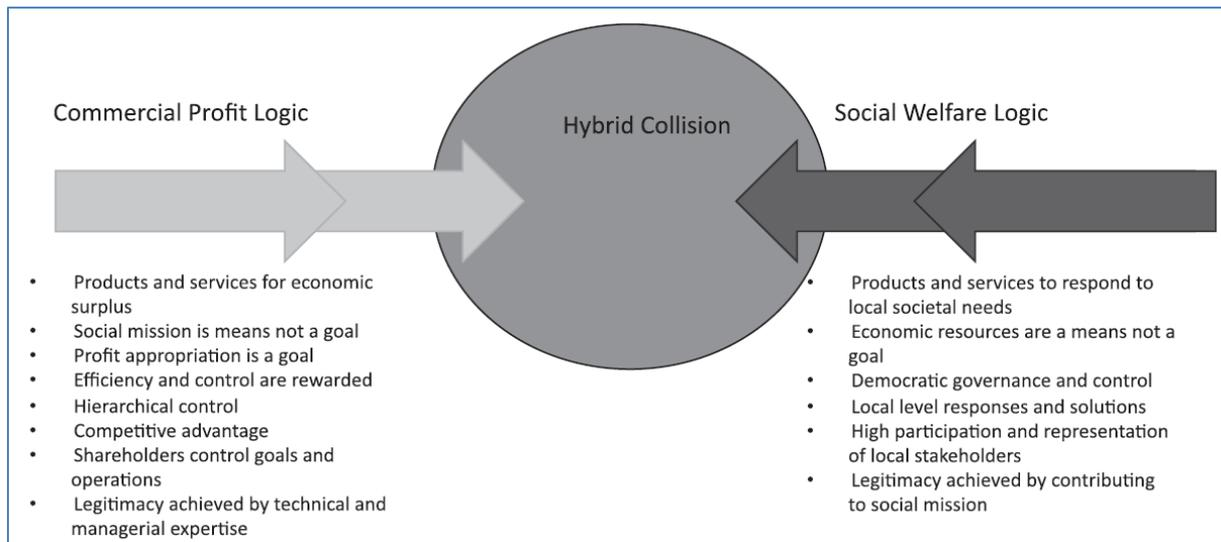 Commercial Profit Logic
Hybrid Collision
Social Welfare Logic
• Products and services for economic
surplus
• Social mission is means not a goal
• Profit appropriation is a goal
• Efficiency and control are rewarded
• Hierarchical control
• Competitive advantage
• Shareholders control goals and
operations
• Legitimacy achieved by technical and
managerial expertise
• Products and services to respond to
local societal needs
• Economic resources are a means not a
goal
• Democratic governance and control
• Local level responses and solutions
• High participation and representation
of local stakeholders
• Legitimacy achieved by contributing
to social mission